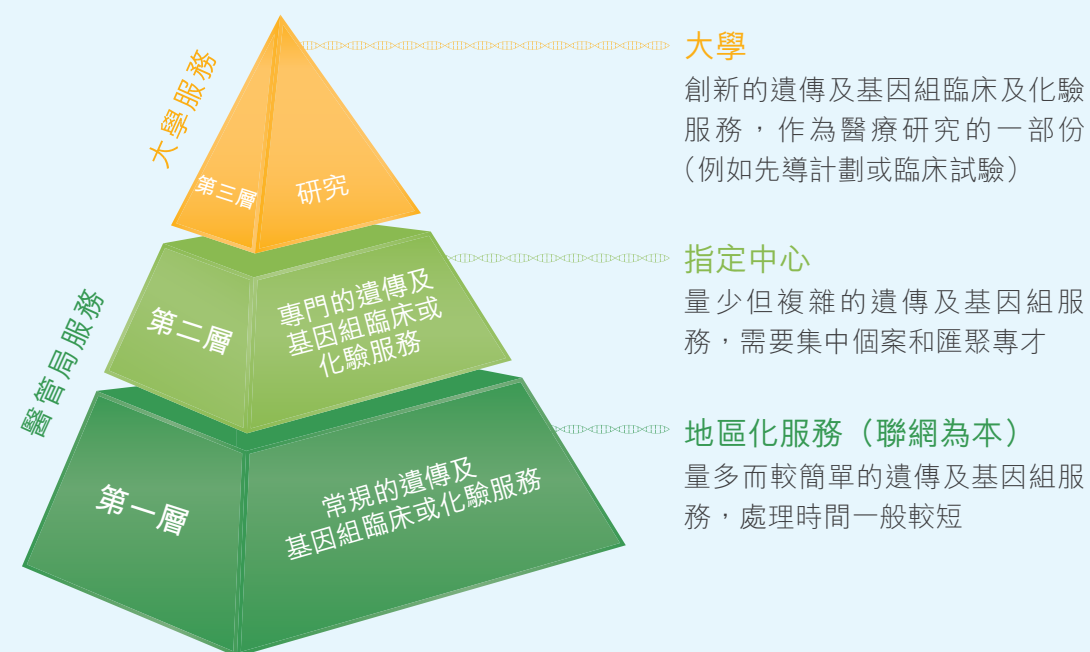 大學服務
第三層
研究
大學
創新的遺傳及基因組臨床及化驗
服務，作為醫療研究的一部份
（例如先導計劃或臨床試驗）
醫管局服務
第二層
專門的遺傳及
基因組臨床或
化驗服務
指定中心
量少但複雜的遺傳及基因組服
務，需要集中個案和匯聚專才
第一層
常規的遺傳及
基因組臨床或化驗服務
地區化服務（聯網為本）
量多而較簡單的遺傳及基因組服
務，處理時間一般較短